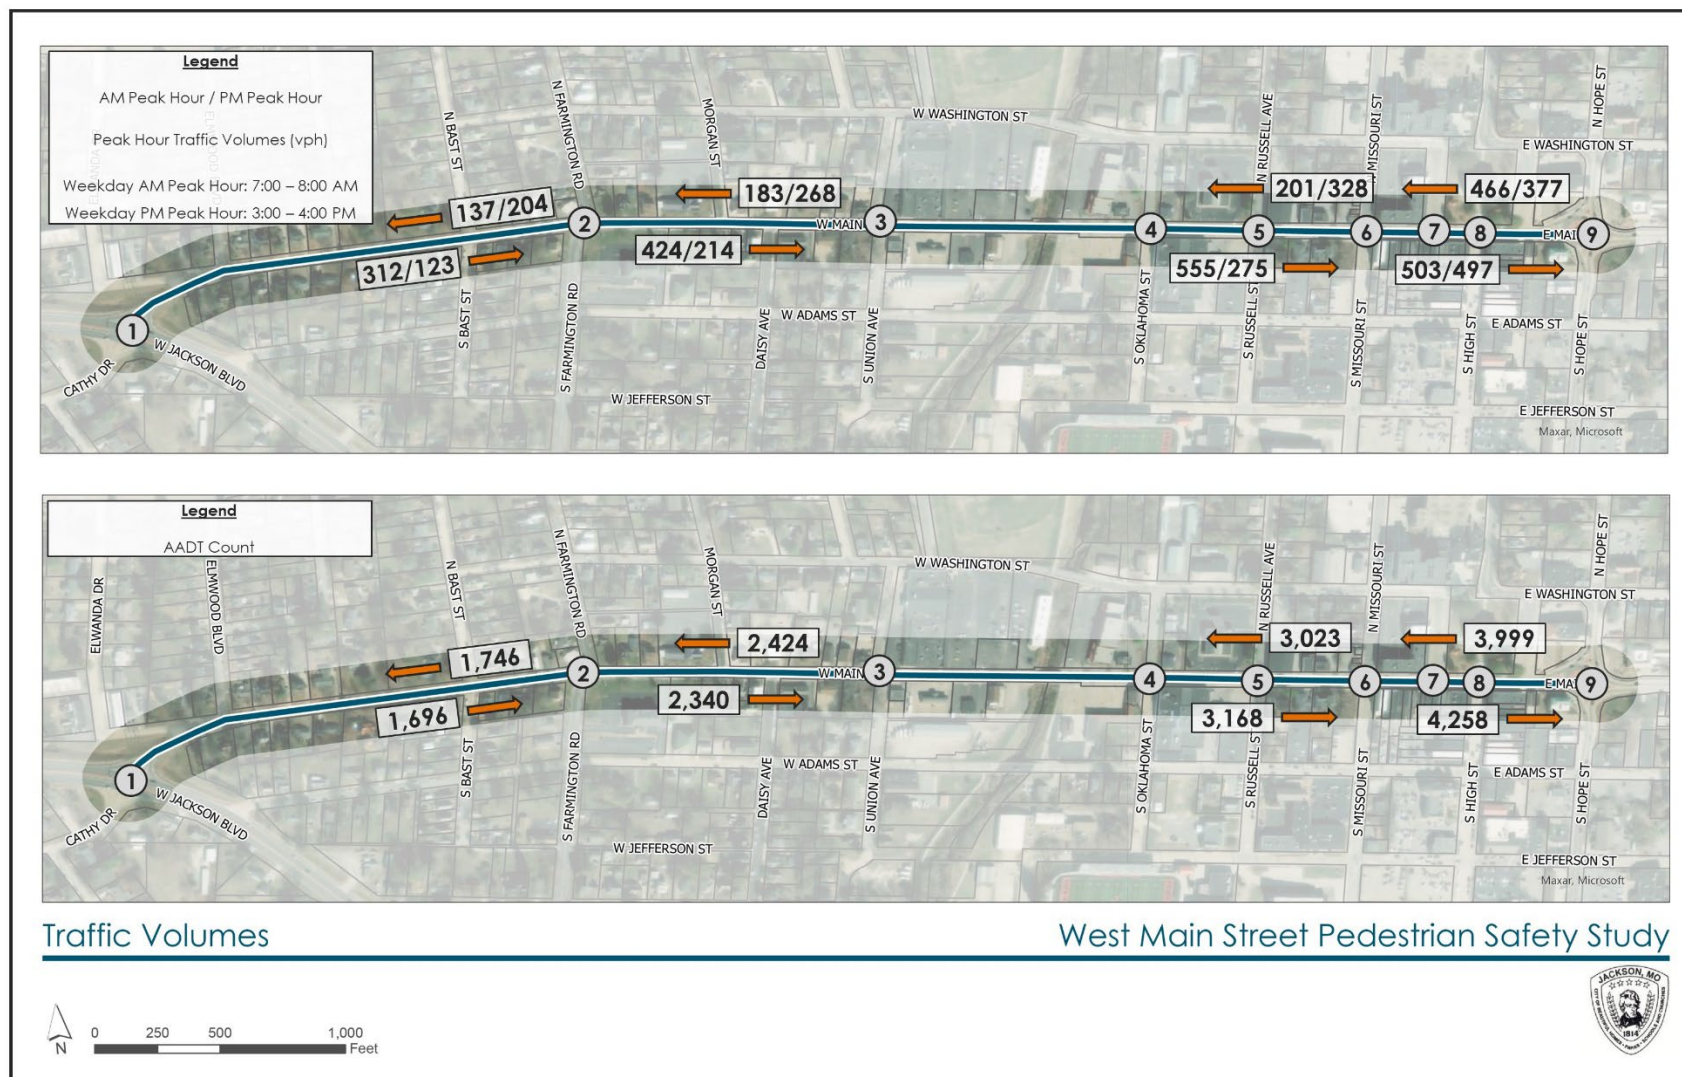 Legend
AM Peak Hour / PM Peak Hour
Peak Hour Traffic Volumes (vph)
Weekday AM Peak Hour: 7:00 – 8:00 AM
Weekday PM Peak Hour: 3:00 – 4:00 PM
N BAST ST
N FARMINGTON RD
MORGAN ST
W WASHINGTON ST
N RUSSELL AVE
N MISSOURI ST
N HOPE ST
E WASHINGTON ST
137/204
183/268
201/328
466/377
1
2
W MAIN
3
4
5
6
7
8
E MAI
9
312/123
424/214
555/275
503/497
CATHY DR
W JACKSON BLVD
S BAST ST
S FARMINGTON RD
DAISY AVE
W ADAMS ST
S UNION AVE
S OKLAHOMA ST
S RUSSELL ST
S MISSOURI ST
S HIGH ST
E ADAMS ST
S HOPE ST
W JEFFERSON ST
E JEFFERSON ST
Maxar, Microsoft
Legend
AADT Count
ELWANDA DR
ELMWOOD BLVD
N BAST ST
N FARMINGTON RD
MORGAN ST
W WASHINGTON ST
N RUSSELL AVE
N MISSOURI ST
N HOPE ST
E WASHINGTON ST
1,746
2,424
3,023
3,999
1
2
W MAIN
3
4
5
6
7
8
E MA
9
1,696
2,340
3,168
4,258
CATHY DR
W JACKSON BLVD
S BAST ST
S FARMINGTON RD
DAISY AVE
W ADAMS ST
S UNION AVE
S OKLAHOMA ST
S RUSSELL ST
S MISSOURI ST
S HIGH ST
E ADAMS ST
S HOPE ST
W JEFFERSON ST
E JEFFERSON ST
Maxar, Microsoft
Traffic Volumes
West Main Street Pedestrian Safety Study
N
0 250 500 1,000
Feet
JACKSON, MO
1814